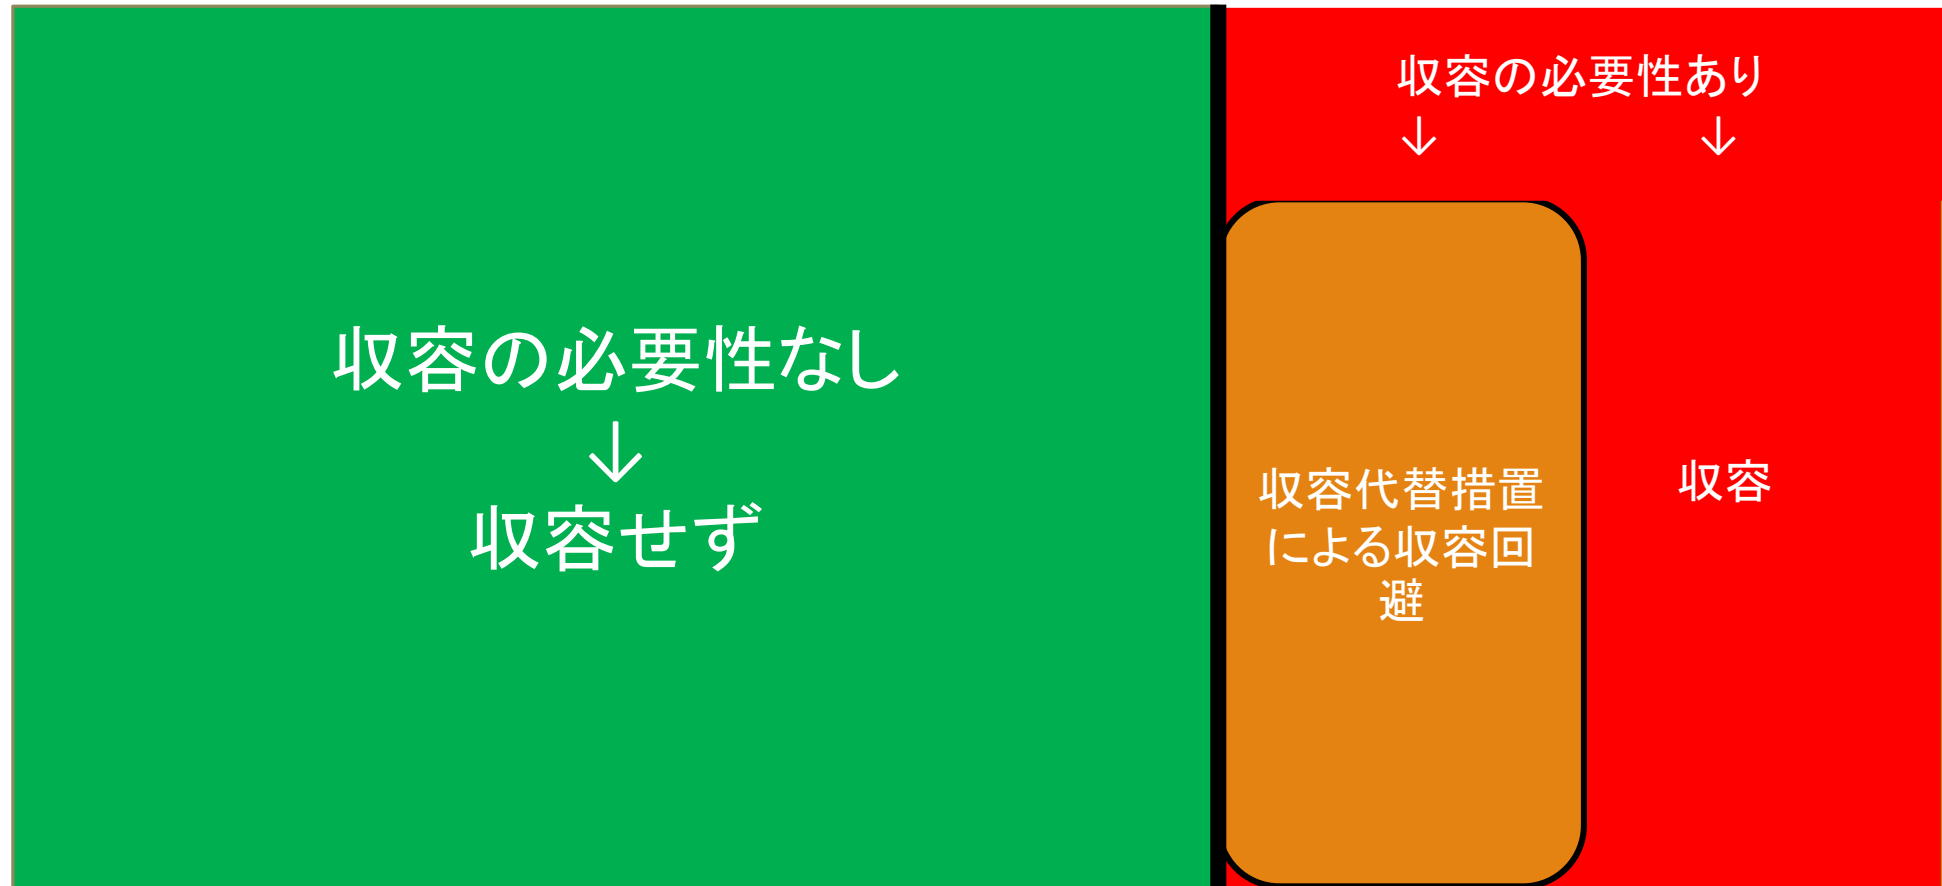 収容の必要性なし
↓
収容せず
収容の必要性あり
↓ ↓
収容代替措置
による収容回
避
収容